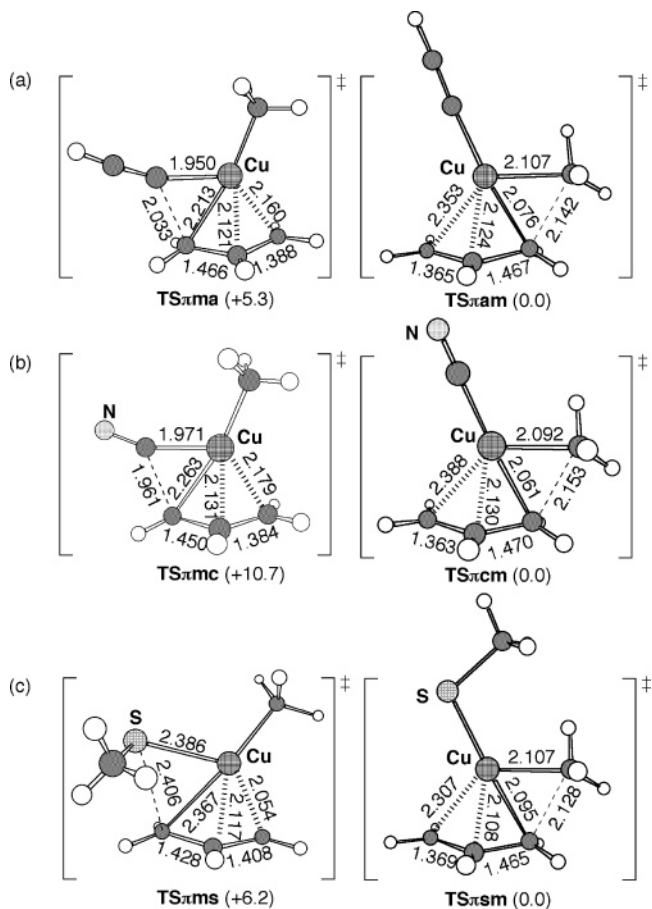 (a)
‡
‡
1.950
Cu
2.033
2.213
2.121
2.160
1.466
1.388
TSπma (+5.3)
Cu
2.107
2.353
2.124
2.076
2.142
1.365
1.467
TSπam (0.0)
(b)
‡
‡
N
1.971
Cu
1.961
2.263
2.131
2.179
1.450
1.384
TSπmc (+10.7)
N
Cu
2.092
2.388
2.130
2.061
2.153
1.363
1.470
TSπcm (0.0)
(c)
‡
‡
S
2.386
Cu
2.406
2.367
2.117
2.054
1.428
1.408
TSπms (+6.2)
S
Cu
2.107
2.307
2.108
2.095
2.128
1.369
1.465
TSπsm (0.0)